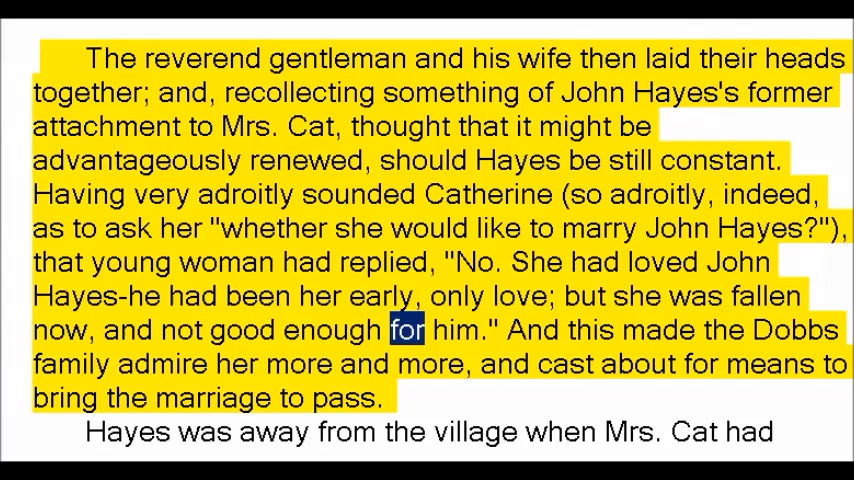 The reverend gentleman and his wife then laid their heads
together; and, recollecting something of John Hayes's former
attachment to Mrs. Cat, thought that it might be
advantageously renewed, should Hayes be still constant.
Having very adroitly sounded Catherine (so adroitly, indeed,
as to ask her "whether she would like to marry John Hayes?"),
that young woman had replied, "No. She had loved John
Hayes-he had been her early, only love; but she was fallen
now, and not good enough for him." And this made the Dobbs
family admire her more and more, and cast about for means to
bring the marriage to pass.
Hayes was away from the village when Mrs. Cat had